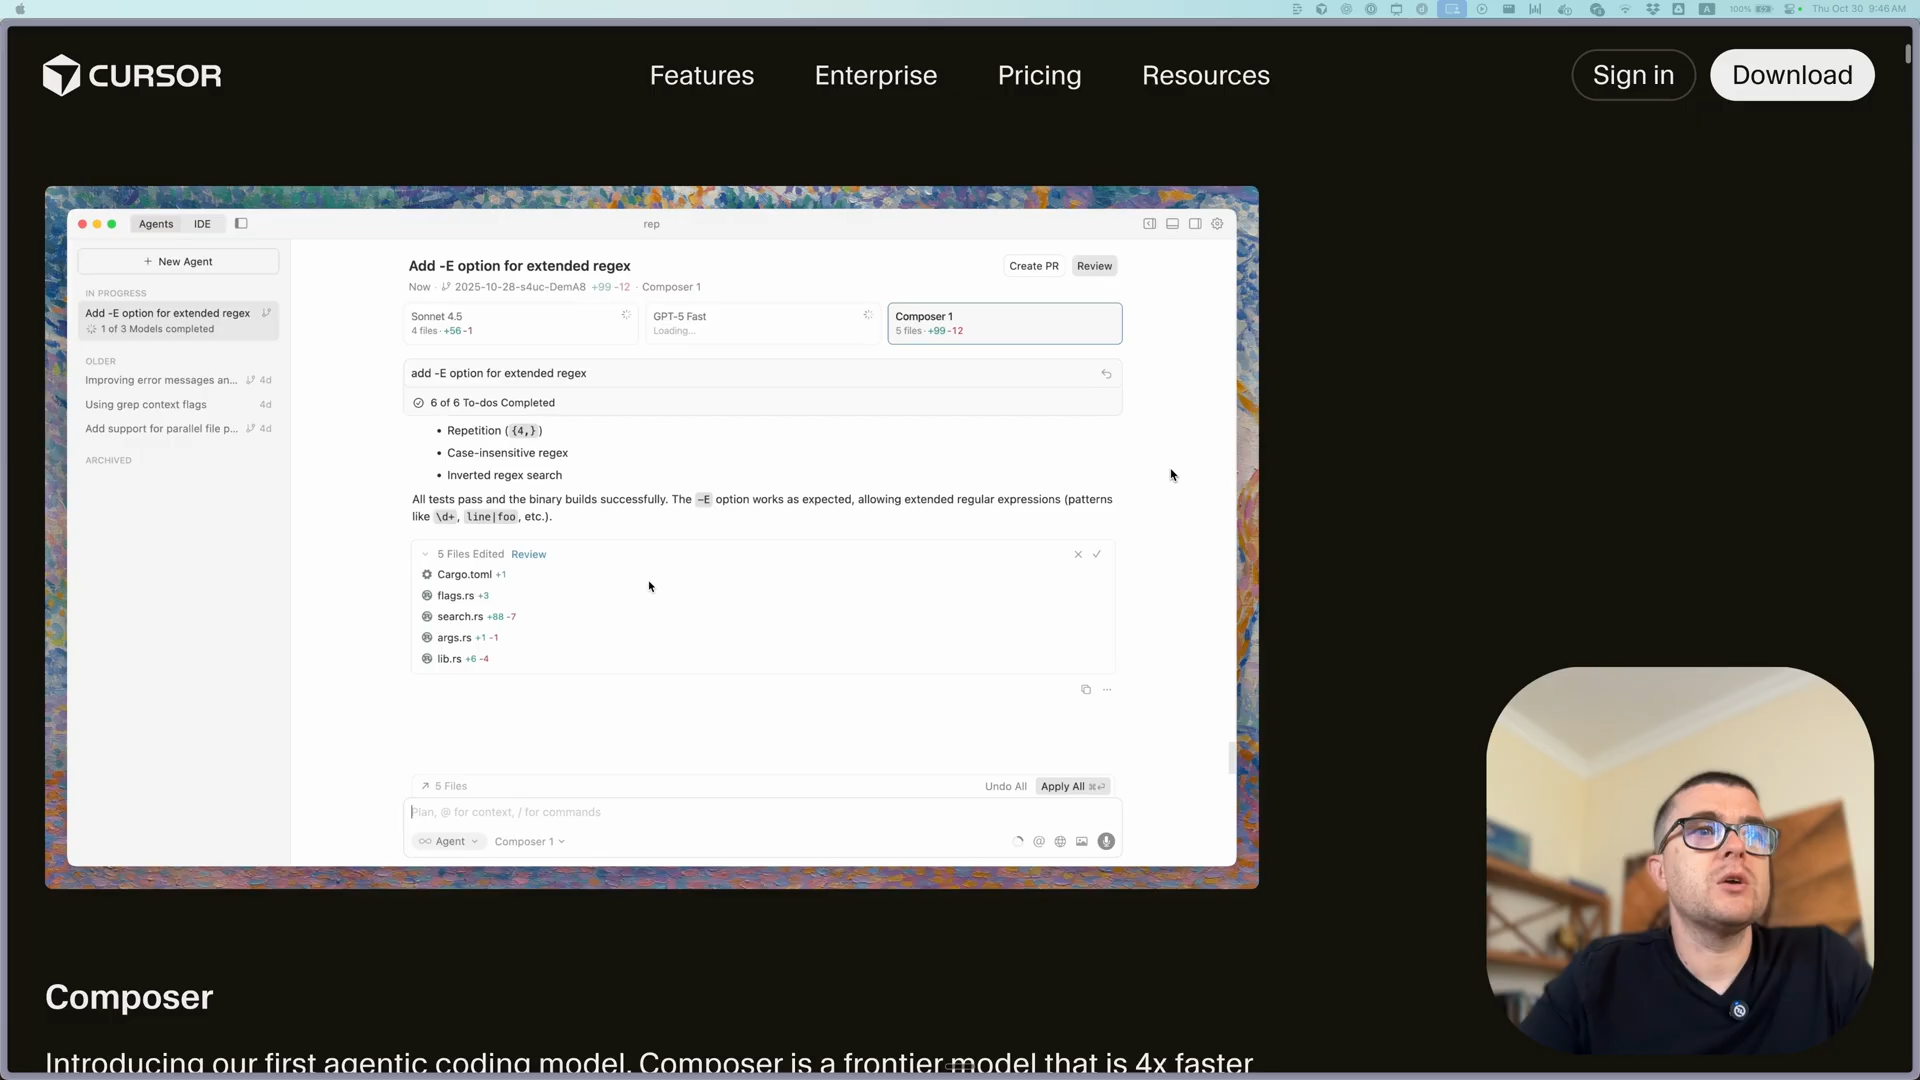 100% Thu Oct 30 9:46 AM
CURSOR Features Enterprise Pricing Resources Sign in Download
Agents IDE rep
+ New Agent
IN PROGRESS
Add -E option for extended regex
1 of 3 Models completed
OLDER
Improving error messages an... 4d
Using grep context flags 4d
Add support for parallel file p... 4d
ARCHIVED
Add -E option for extended regex Create PR Review
Now · 2025-10-28-s4uc-DemA8 +99 -12 · Composer 1
Sonnet 4.5 GPT-5 Fast Composer 1
4 files · +56 -1 Loading... 5 files · +99 -12
add -E option for extended regex
6 of 6 To-dos Completed
• Repetition ( {4,} )
• Case-insensitive regex
• Inverted regex search
All tests pass and the binary builds successfully. The –E option works as expected, allowing extended regular expressions (patterns
like \d+, line|foo, etc.).
5 Files Edited Review
Cargo.toml +1
flags.rs +3
search.rs +88 -7
args.rs +1 -1
lib.rs +6 -4
5 Files Undo All Apply All ⌘⏎
Plan, @ for context, / for commands
Agent Composer 1
Composer
Introducing our first agentic coding model. Composer is a frontier model that is 4x faster